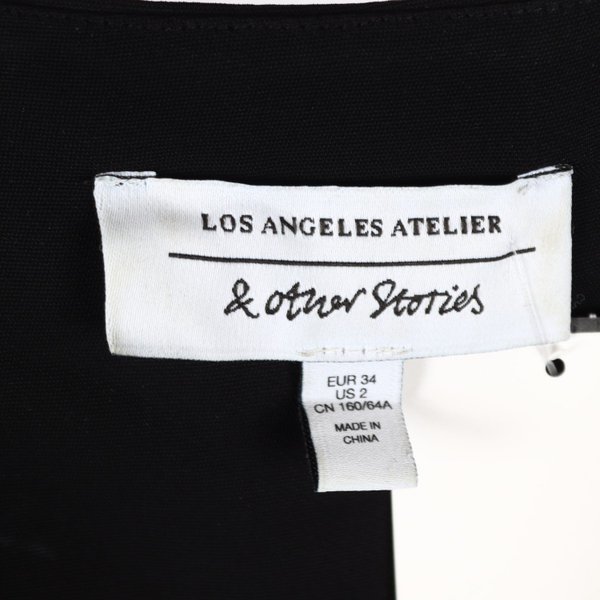 LOS ANGELES ATELIER
& other Stories
EUR 34
US 2
CN 160/64A
MADE IN
CHINA